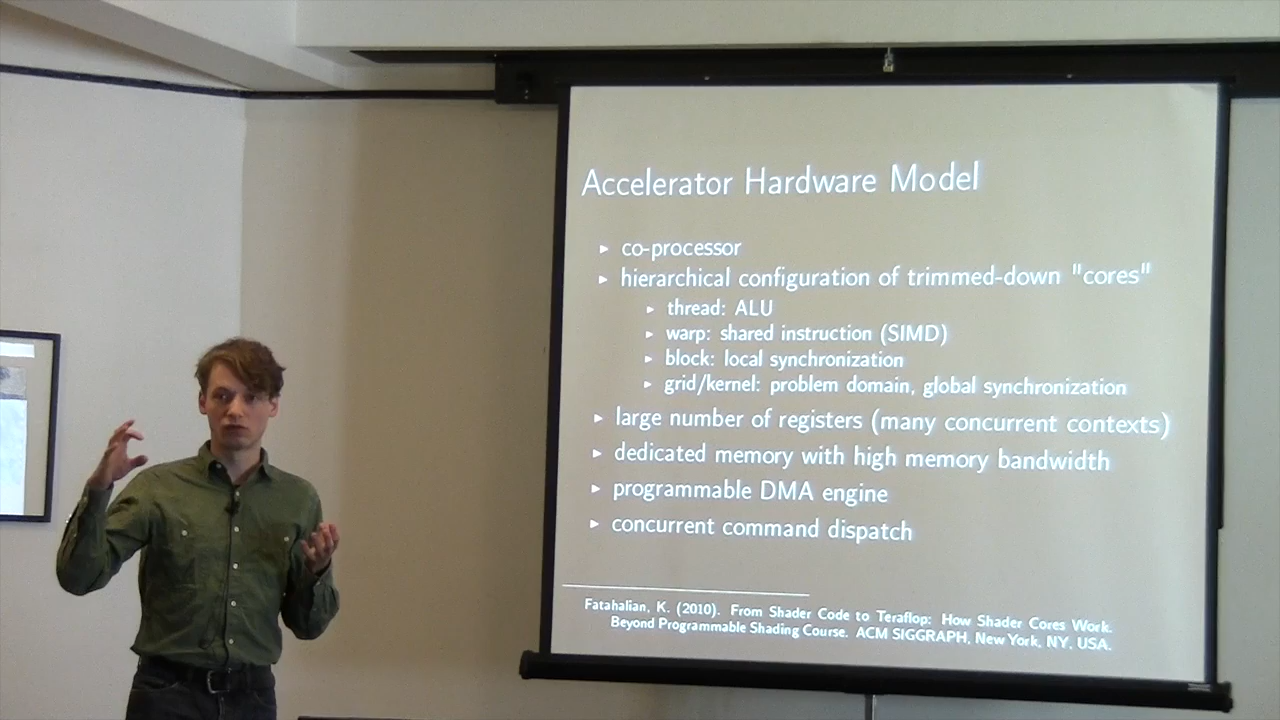 Accelerator Hardware Model
▸ co-processor
▸ hierarchical configuration of trimmed-down "cores"
▸ thread: ALU
▸ warp: shared instruction (SIMD)
▸ block: local synchronization
▸ grid/kernel: problem domain, global synchronization
▸ large number of registers (many concurrent contexts)
▸ dedicated memory with high memory bandwidth
▸ programmable DMA engine
▸ concurrent command dispatch
Fatahalian, K. (2010). From Shader Code to Teraflop: How Shader Cores Work.
Beyond Programmable Shading Course. ACM SIGGRAPH, New York, NY, USA.